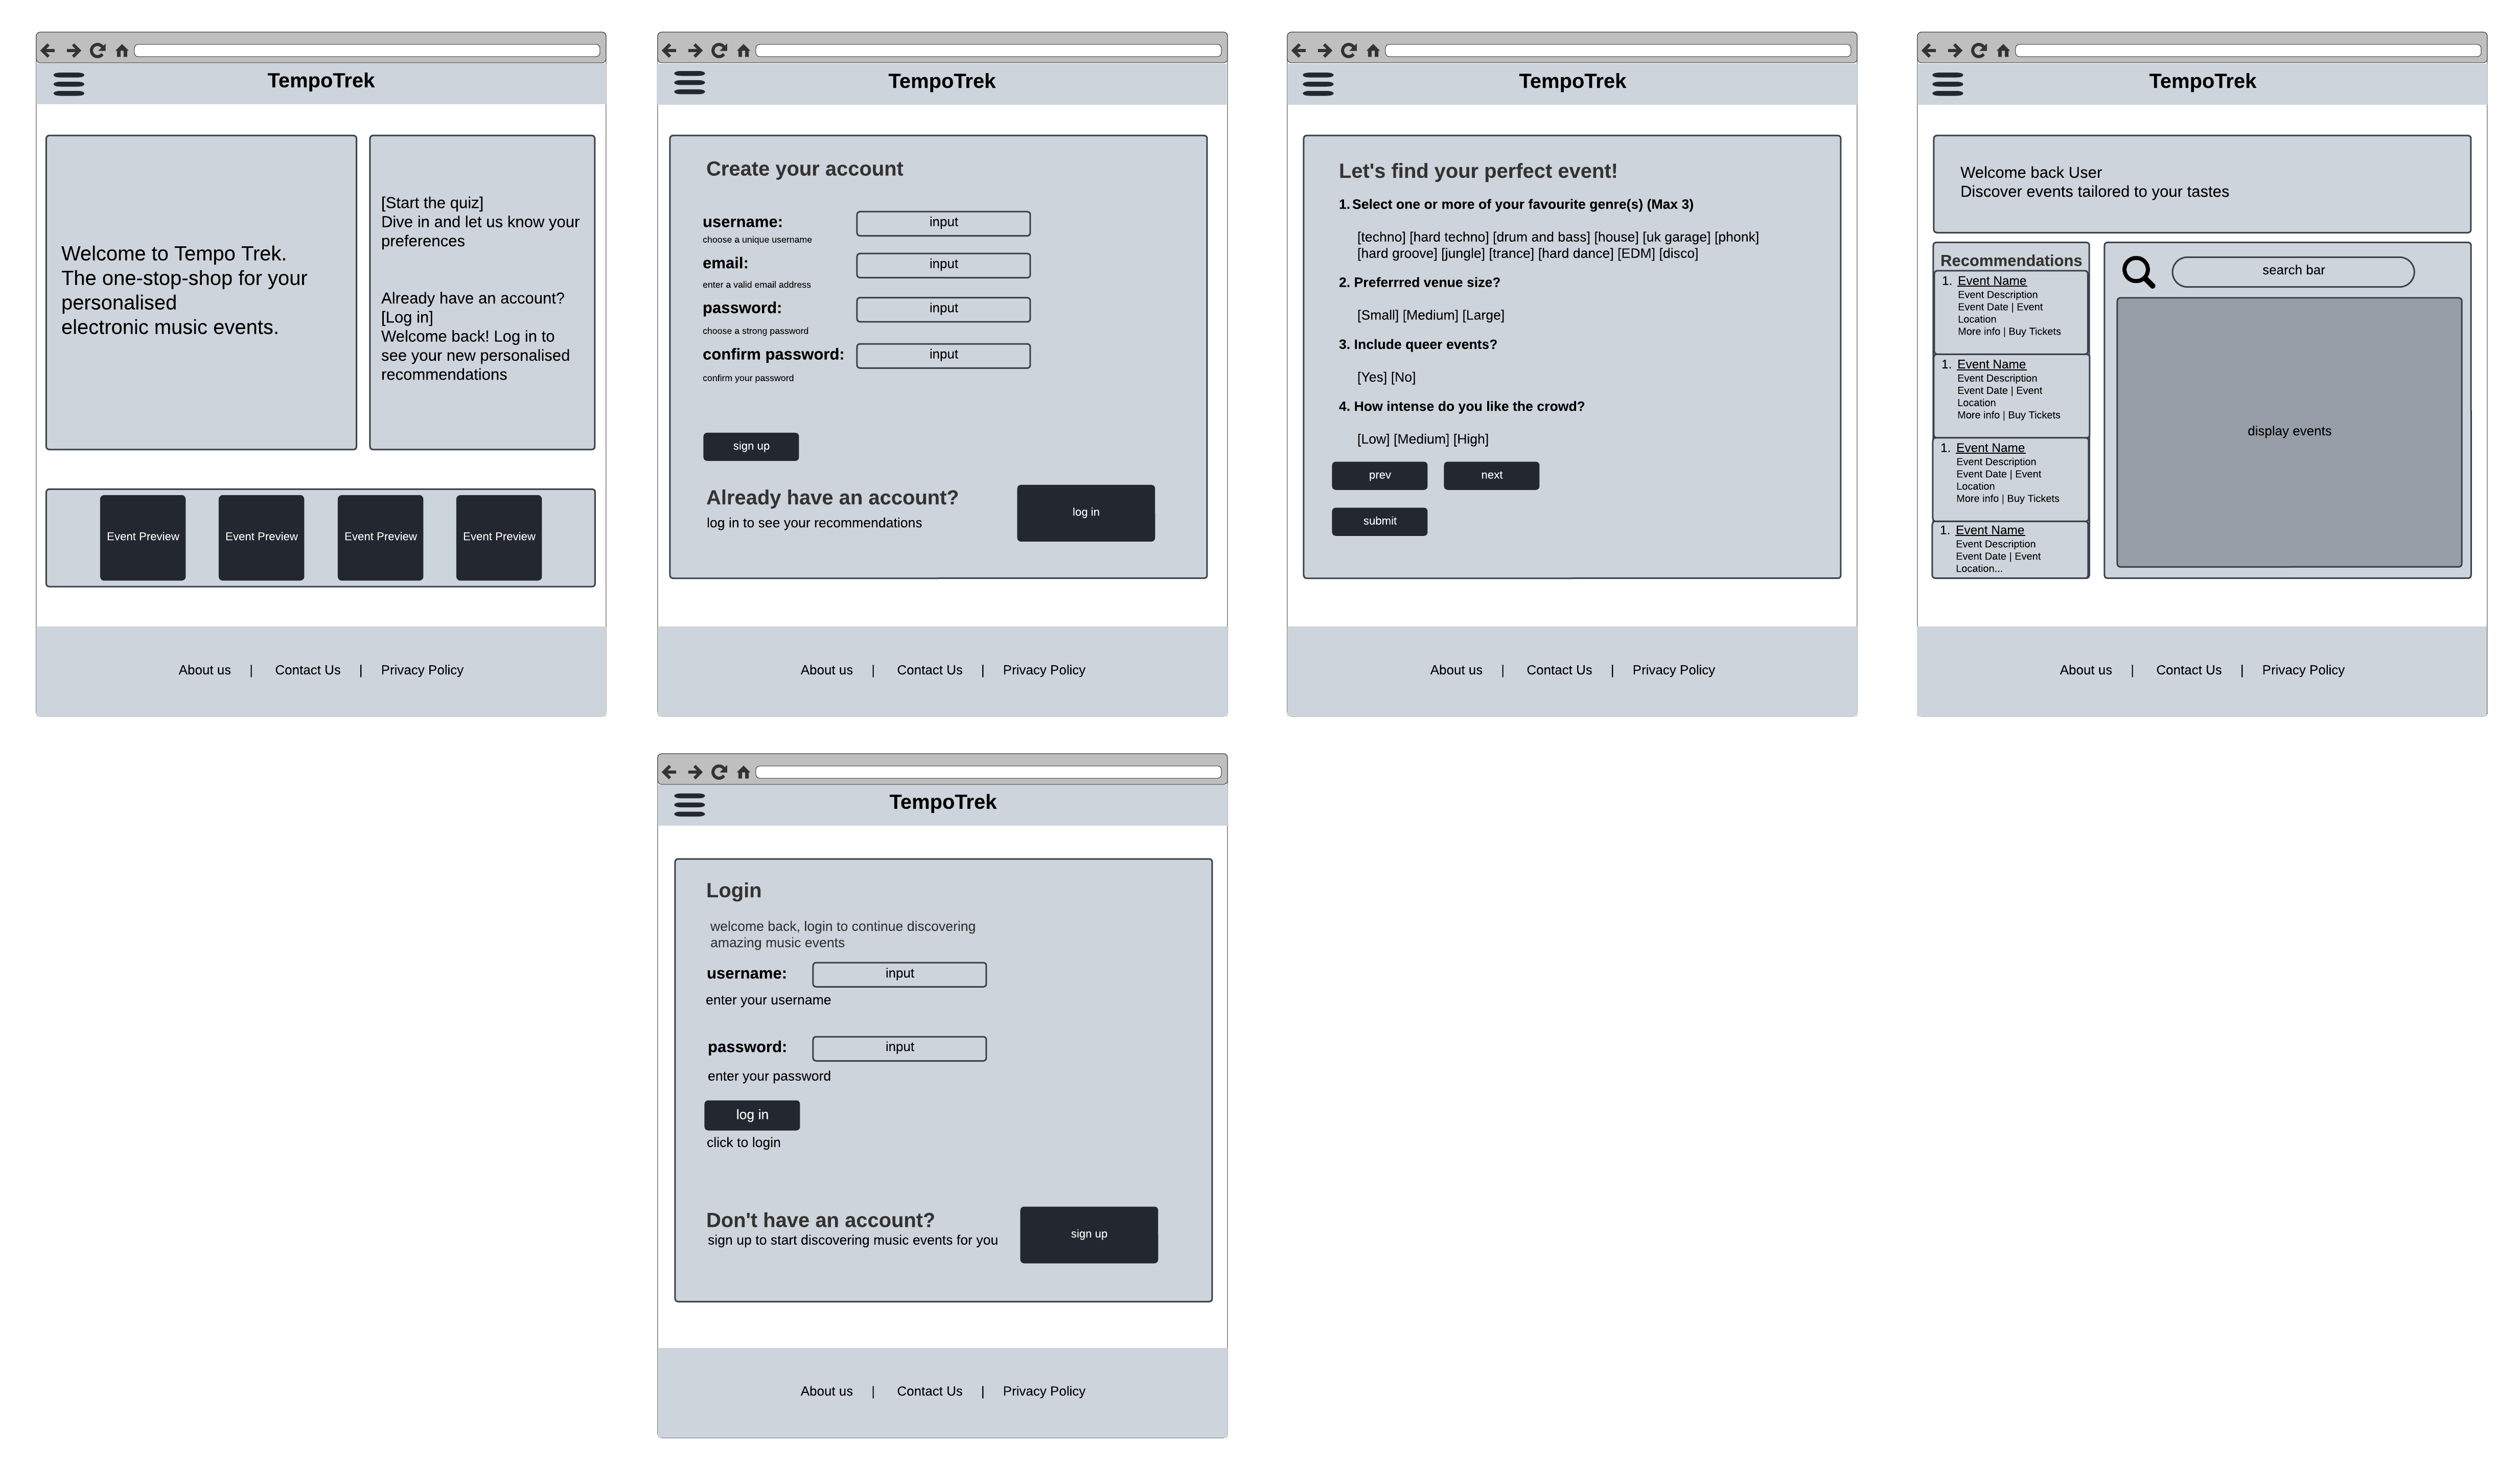 TempoTrek
Welcome to Tempo Trek.
The one-stop-shop for your
personalised
electronic music events.
[Start the quiz]
Dive in and let us know your
preferences
Already have an account?
[Log in]
Welcome back! Log in to
see your new personalised
recommendations
Event Preview
Event Preview
Event Preview
Event Preview
About us | Contact Us | Privacy Policy
TempoTrek
Create your account
username: input
choose a unique username
email: input
enter a valid email address
password: input
choose a strong password
confirm password: input
confirm your password
sign up
Already have an account?
log in to see your recommendations
log in
About us | Contact Us | Privacy Policy
TempoTrek
Let's find your perfect event!
1. Select one or more of your favourite genre(s) (Max 3)
[techno] [hard techno] [drum and bass] [house] [uk garage] [phonk]
[hard groove] [jungle] [trance] [hard dance] [EDM] [disco]
2. Preferrred venue size?
[Small] [Medium] [Large]
3. Include queer events?
[Yes] [No]
4. How intense do you like the crowd?
[Low] [Medium] [High]
prev next
submit
About us | Contact Us | Privacy Policy
TempoTrek
Welcome back User
Discover events tailored to your tastes
Recommendations
1. Event Name
Event Description
Event Date | Event
Location
More info | Buy Tickets
1. Event Name
Event Description
Event Date | Event
Location
More info | Buy Tickets
1. Event Name
Event Description
Event Date | Event
Location
More info | Buy Tickets
1. Event Name
Event Description
Event Date | Event
Location...
search bar
display events
About us | Contact Us | Privacy Policy
TempoTrek
Login
welcome back, login to continue discovering
amazing music events
username: input
enter your username
password: input
enter your password
log in
click to login
Don't have an account?
sign up to start discovering music events for you
sign up
About us | Contact Us | Privacy Policy